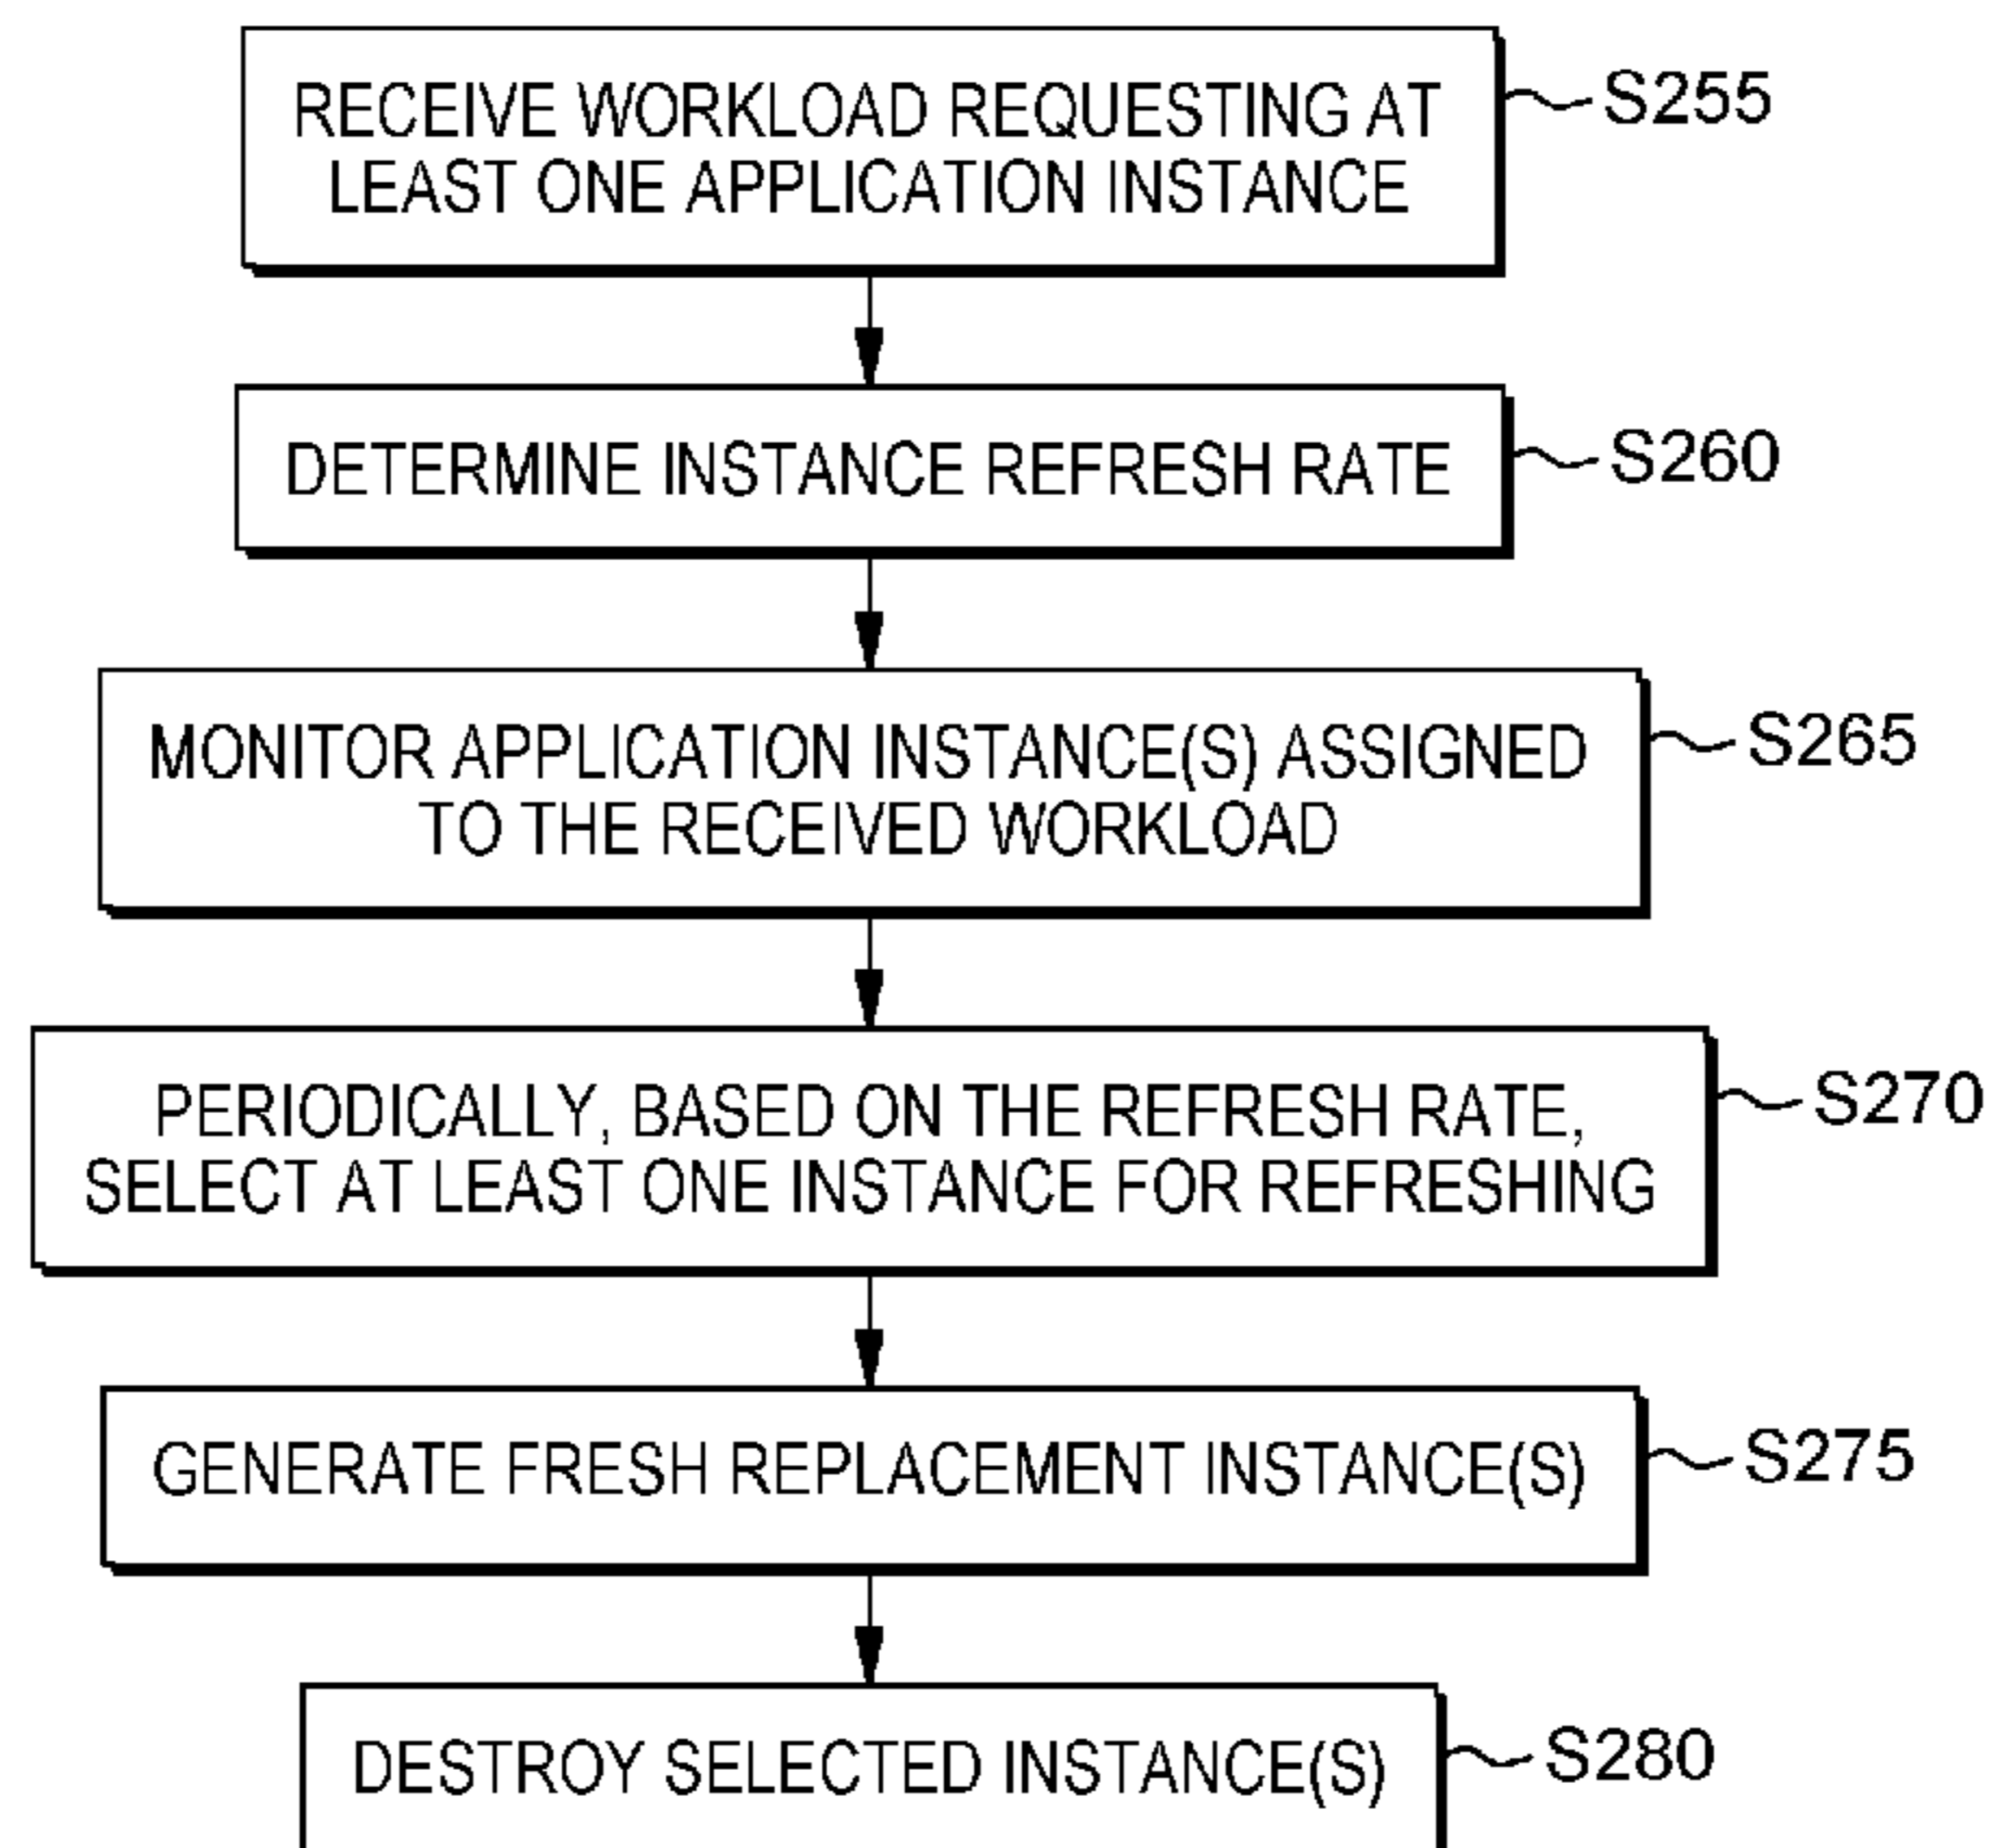 RECEIVE WORKLOAD REQUESTING AT
LEAST ONE APPLICATION INSTANCE
S255
DETERMINE INSTANCE REFRESH RATE
S260
MONITOR APPLICATION INSTANCE(S) ASSIGNED
TO THE RECEIVED WORKLOAD
S265
PERIODICALLY, BASED ON THE REFRESH RATE,
SELECT AT LEAST ONE INSTANCE FOR REFRESHING
S270
GENERATE FRESH REPLACEMENT INSTANCE(S)
S275
DESTROY SELECTED INSTANCE(S)
S280